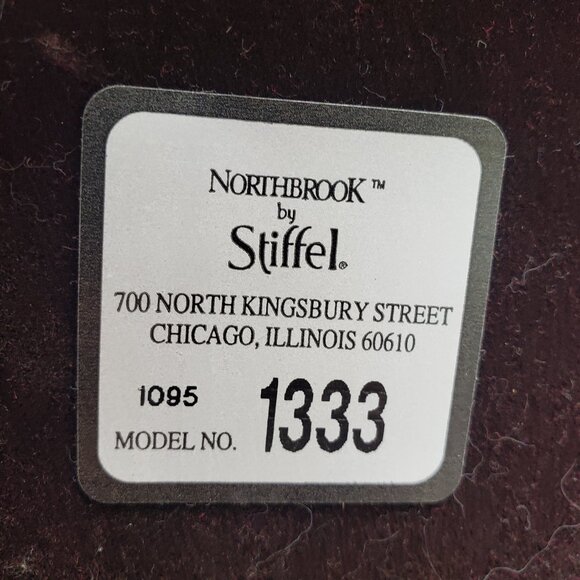 NORTHBROOK™
by
Stiffel®
700 NORTH KINGSBURY STREET
CHICAGO, ILLINOIS 60610
1095
MODEL NO. 1333